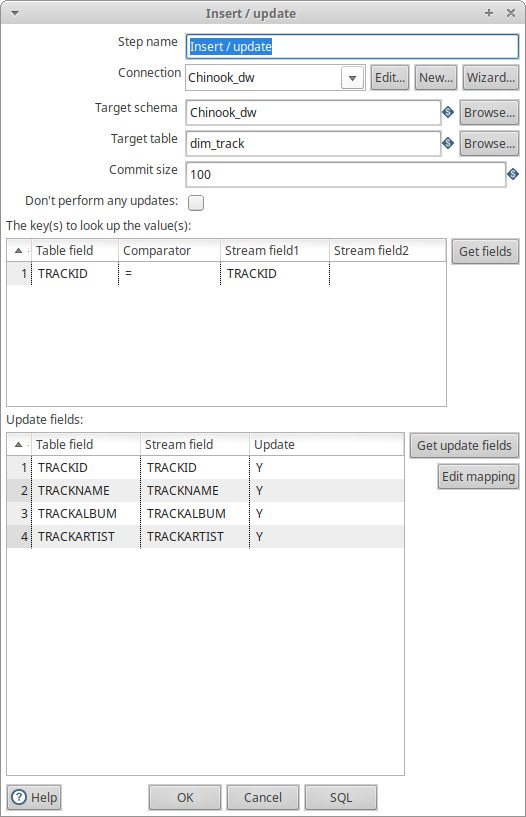 Insert / update
Step name Insert / update
Connection Chinook_dw Edit... New... Wizard...
Target schema Chinook_dw Browse...
Target table dim_track Browse...
Commit size 100
Don't perform any updates:
The key(s) to look up the value(s):
Table field Comparator Stream field1 Stream field2 Get fields
1 TRACKID = TRACKID
Update fields:
Table field Stream field Update Get update fields
1 TRACKID TRACKID Y
Edit mapping
2 TRACKNAME TRACKNAME Y
3 TRACKALBUM TRACKALBUM Y
4 TRACKARTIST TRACKARTIST Y
Help OK Cancel SQL